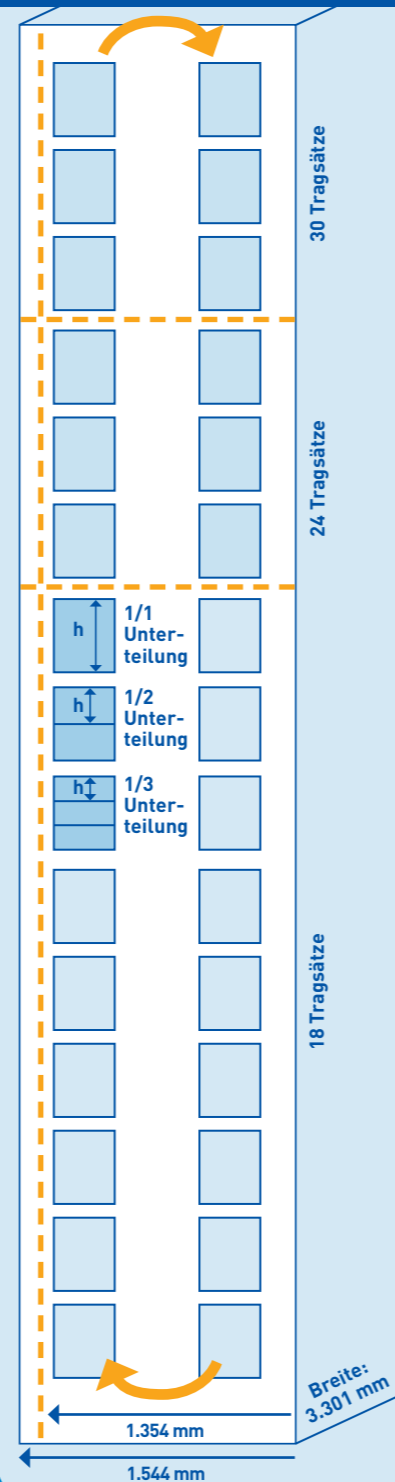 30 Tragsätze
24 Tragsätze
h
1/1
Unter-
teilung
h
1/2
Unter-
teilung
h
1/3
Unter-
teilung
18 Tragsätze
Breite:
3.301 mm
1.354 mm
1.544 mm